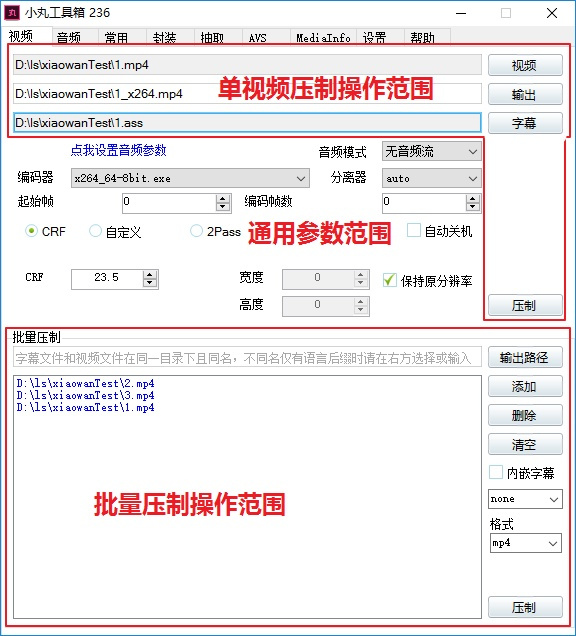 丸 小丸工具箱 236
视频 音频 常用 封装 抽取 AVS MediaInfo 设置 帮助
D:\ls\xiaowanTest\1.mp4 视频
D:\ls\xiaowanTest\1_x264.mp4 输出
单视频压制操作范围
D:\ls\xiaowanTest\1.ass 字幕
点我设置音频参数 音频模式 无音频流
编码器 x264_64-8bit.exe 分离器 auto
起始帧 0 编码帧数 0
CRF 自定义 2Pass 自动关机
通用参数范围
CRF 23.5 宽度 0 保持原分辨率
高度 0 压制
批量压制
字幕文件和视频文件在同一目录下且同名，不同名仅有语言后缀时请在右方选择或输入 输出路径
D:\ls\xiaowanTest\2.mp4 添加
D:\ls\xiaowanTest\3.mp4
D:\ls\xiaowanTest\1.mp4
删除
清空
内嵌字幕
批量压制操作范围 none
格式
mp4
压制